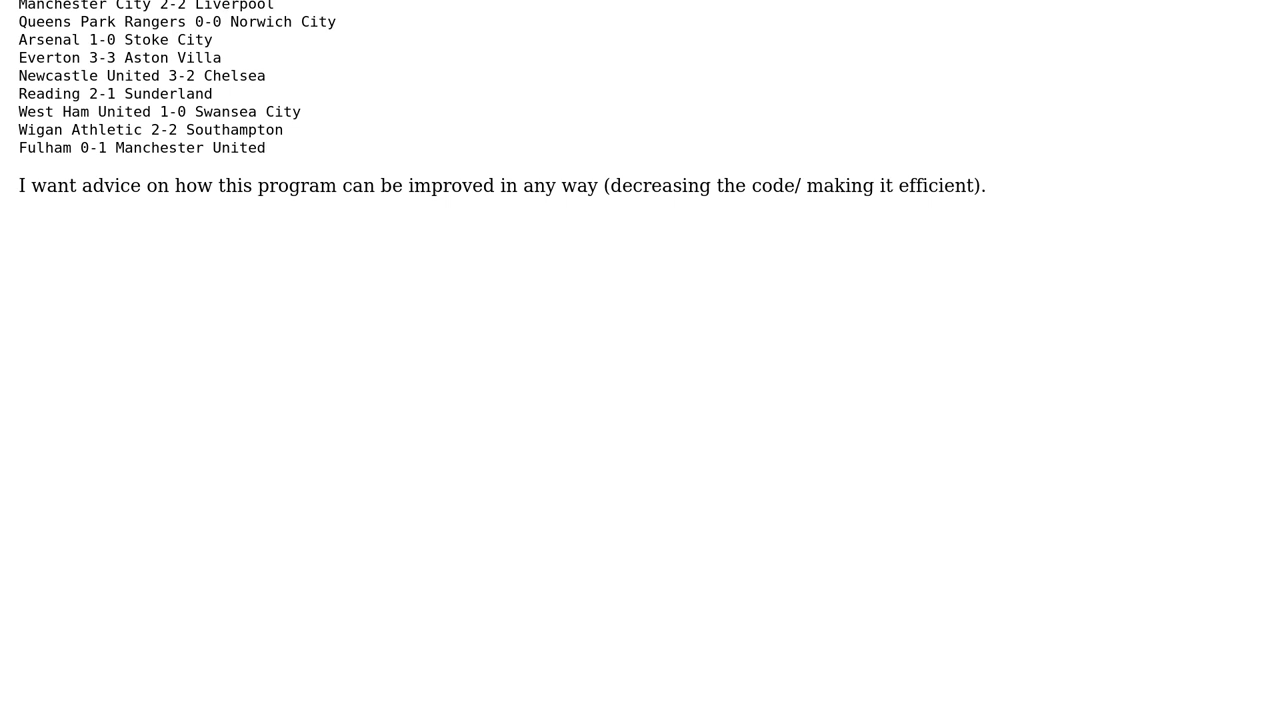 Manchester City 2-2 Liverpool
Queens Park Rangers 0-0 Norwich City
Arsenal 1-0 Stoke City
Everton 3-3 Aston Villa
Newcastle United 3-2 Chelsea
Reading 2-1 Sunderland
West Ham United 1-0 Swansea City
Wigan Athletic 2-2 Southampton
Fulham 0-1 Manchester United
I want advice on how this program can be improved in any way (decreasing the code/ making it efficient).